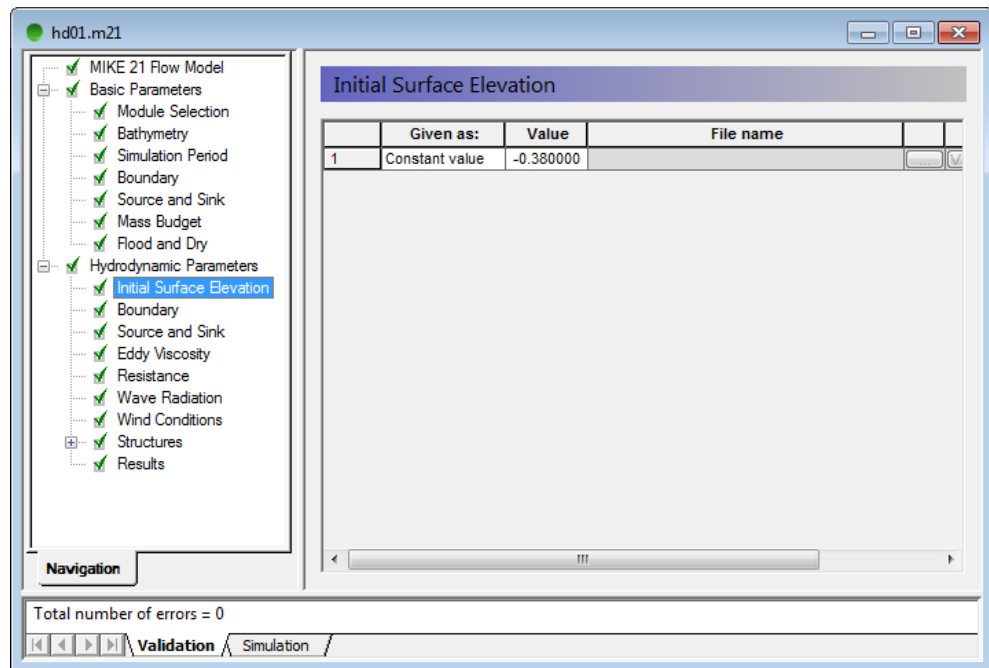 hd01.m21
MIKE 21 Flow Model
Basic Parameters
Module Selection
Bathymetry
Simulation Period
Boundary
Source and Sink
Mass Budget
Flood and Dry
Hydrodynamic Parameters
Initial Surface Elevation
Boundary
Source and Sink
Eddy Viscosity
Resistance
Wave Radiation
Wind Conditions
Structures
Results
Navigation
Initial Surface Elevation
Given as: Value File name
1 Constant value -0.380000 ... V
Total number of errors = 0
Validation Simulation